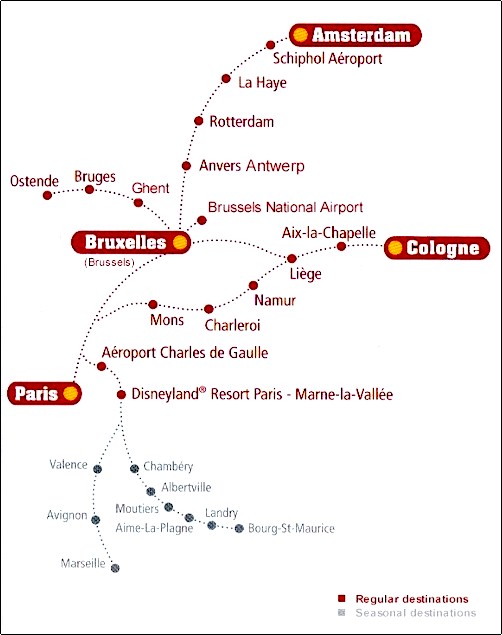 Amsterdam
Schiphol Aéroport
La Haye
Rotterdam
Anvers Antwerp
Ostende
Bruges
Ghent
Brussels National Airport
Bruxelles
(Brussels)
Aix-la-Chapelle
Cologne
Liège
Namur
Mons
Charleroi
Aéroport Charles de Gaulle
Paris
Disneyland® Resort Paris - Marne-la-Vallée
Valence
Chambéry
Albertville
Moutiers
Avignon
Landry
Aime-La-Plagne
Bourg-St-Maurice
Marseille
Regular destinations
Seasonal destinations